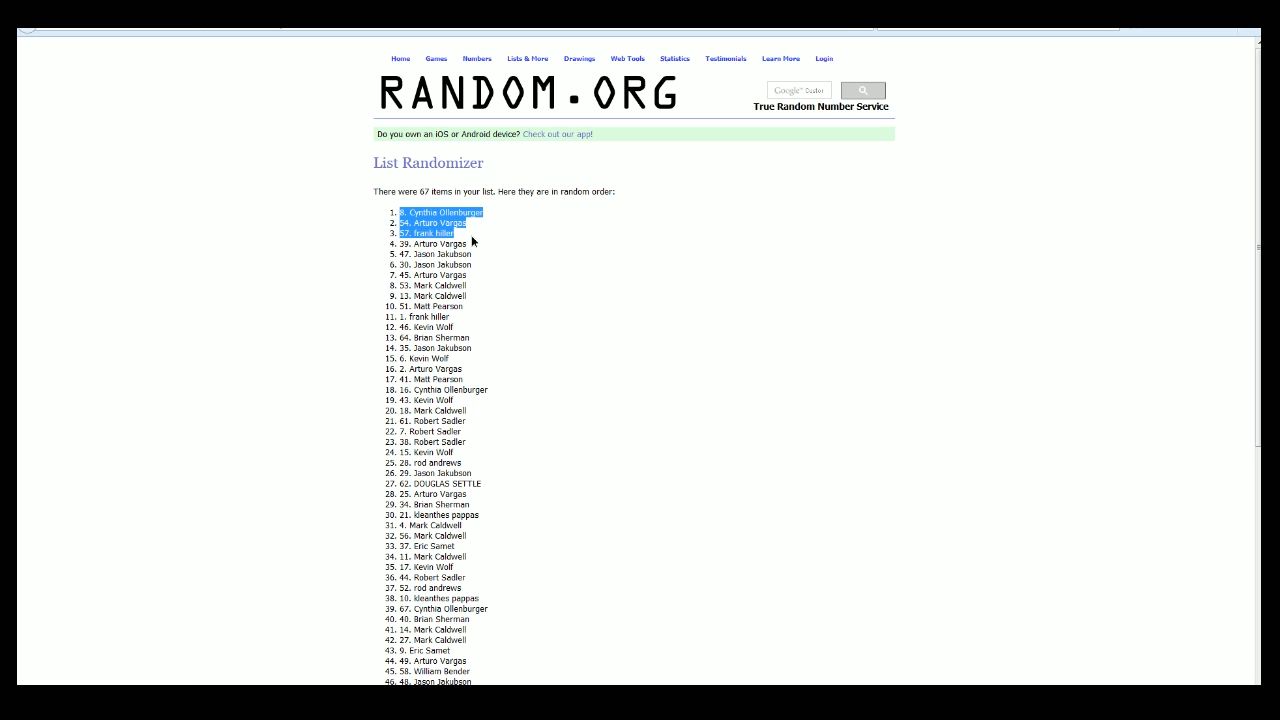 Home Games Numbers Lists & More Drawings Web Tools Statistics Testimonials Learn More Login
RANDOM.ORG
Google™ Custor
True Random Number Service
Do you own an iOS or Android device? Check out our app!
List Randomizer
There were 67 items in your list. Here they are in random order:
1. 8. Cynthia Ollenburger
2. 54. Arturo Vargas
3. 57. frank hiller
4. 39. Arturo Vargas
5. 47. Jason Jakubson
6. 30. Jason Jakubson
7. 45. Arturo Vargas
8. 53. Mark Caldwell
9. 13. Mark Caldwell
10. 51. Matt Pearson
11. 1. frank hiller
12. 46. Kevin Wolf
13. 64. Brian Sherman
14. 35. Jason Jakubson
15. 6. Kevin Wolf
16. 2. Arturo Vargas
17. 41. Matt Pearson
18. 16. Cynthia Ollenburger
19. 43. Kevin Wolf
20. 18. Mark Caldwell
21. 61. Robert Sadler
22. 7. Robert Sadler
23. 38. Robert Sadler
24. 15. Kevin Wolf
25. 28. rod andrews
26. 29. Jason Jakubson
27. 62. DOUGLAS SETTLE
28. 25. Arturo Vargas
29. 34. Brian Sherman
30. 21. kleanthes pappas
31. 4. Mark Caldwell
32. 56. Mark Caldwell
33. 37. Eric Samet
34. 11. Mark Caldwell
35. 17. Kevin Wolf
36. 44. Robert Sadler
37. 52. rod andrews
38. 10. kleanthes pappas
39. 67. Cynthia Ollenburger
40. 40. Brian Sherman
41. 14. Mark Caldwell
42. 27. Mark Caldwell
43. 9. Eric Samet
44. 49. Arturo Vargas
45. 58. William Bender
46. 48. Jason Jakubson